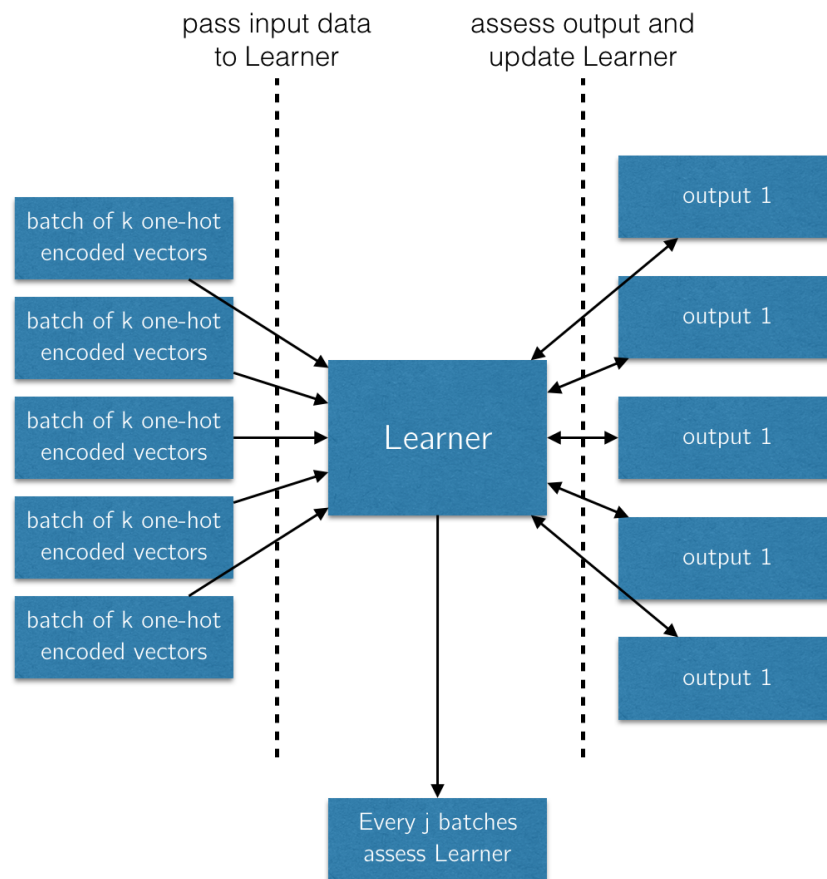 pass input data
to Learner
assess output and
update Learner
batch of k one-hot
encoded vectors
batch of k one-hot
encoded vectors
batch of k one-hot
encoded vectors
batch of k one-hot
encoded vectors
batch of k one-hot
encoded vectors
Learner
output 1
output 1
output 1
output 1
output 1
Every j batches
assess Learner